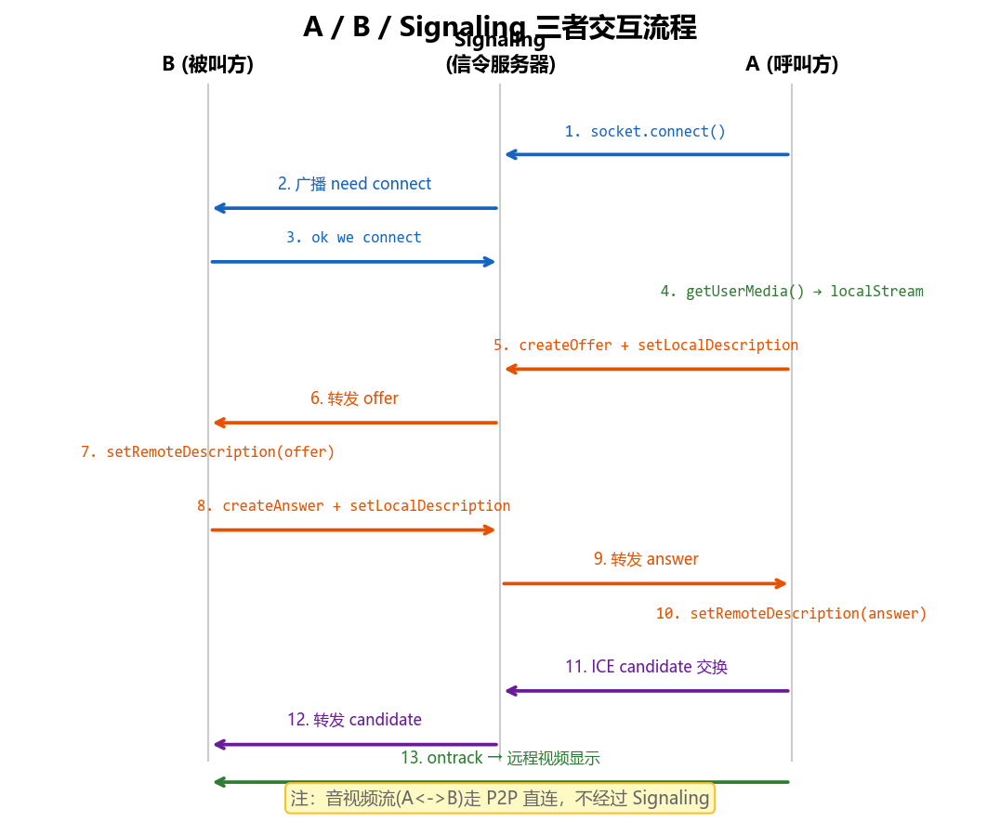 A / B / Signaling 三者交互流程
B (被叫方)
Signaling
(信令服务器)
A (呼叫方)
1. socket.connect()
2. 广播 need connect
3. ok we connect
4. getUserMedia() → localStream
5. createOffer + setLocalDescription
6. 转发 offer
7. setRemoteDescription(offer)
8. createAnswer + setLocalDescription
9. 转发 answer
10. setRemoteDescription(answer)
11. ICE candidate 交换
12. 转发 candidate
13. ontrack → 远程视频显示
注：音视频流(A<->B)走 P2P 直连，不经过 Signaling